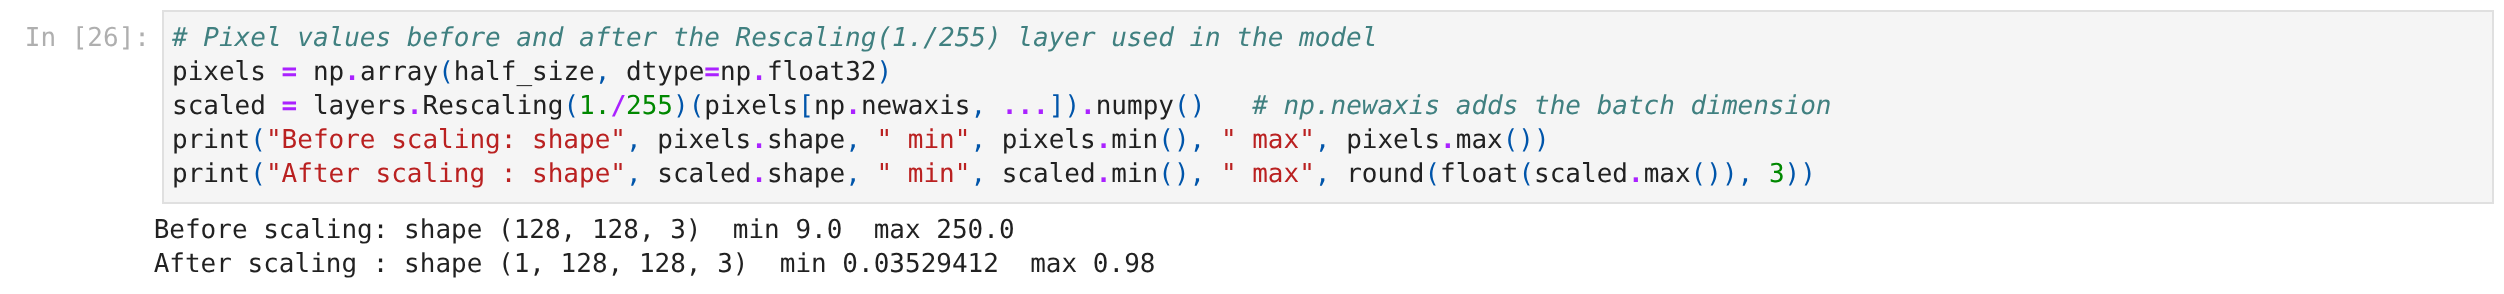 In [26]:
# Pixel values before and after the Rescaling(1./255) layer used in the model
pixels = np.array(half_size, dtype=np.float32)
scaled = layers.Rescaling(1./255)(pixels[np.newaxis, ...]).numpy()   # np.newaxis adds the batch dimension
print("Before scaling: shape", pixels.shape, " min", pixels.min(), " max", pixels.max())
print("After scaling : shape", scaled.shape, " min", scaled.min(), " max", round(float(scaled.max()), 3))
Before scaling: shape (128, 128, 3)  min 9.0  max 250.0
After scaling : shape (1, 128, 128, 3)  min 0.03529412  max 0.98